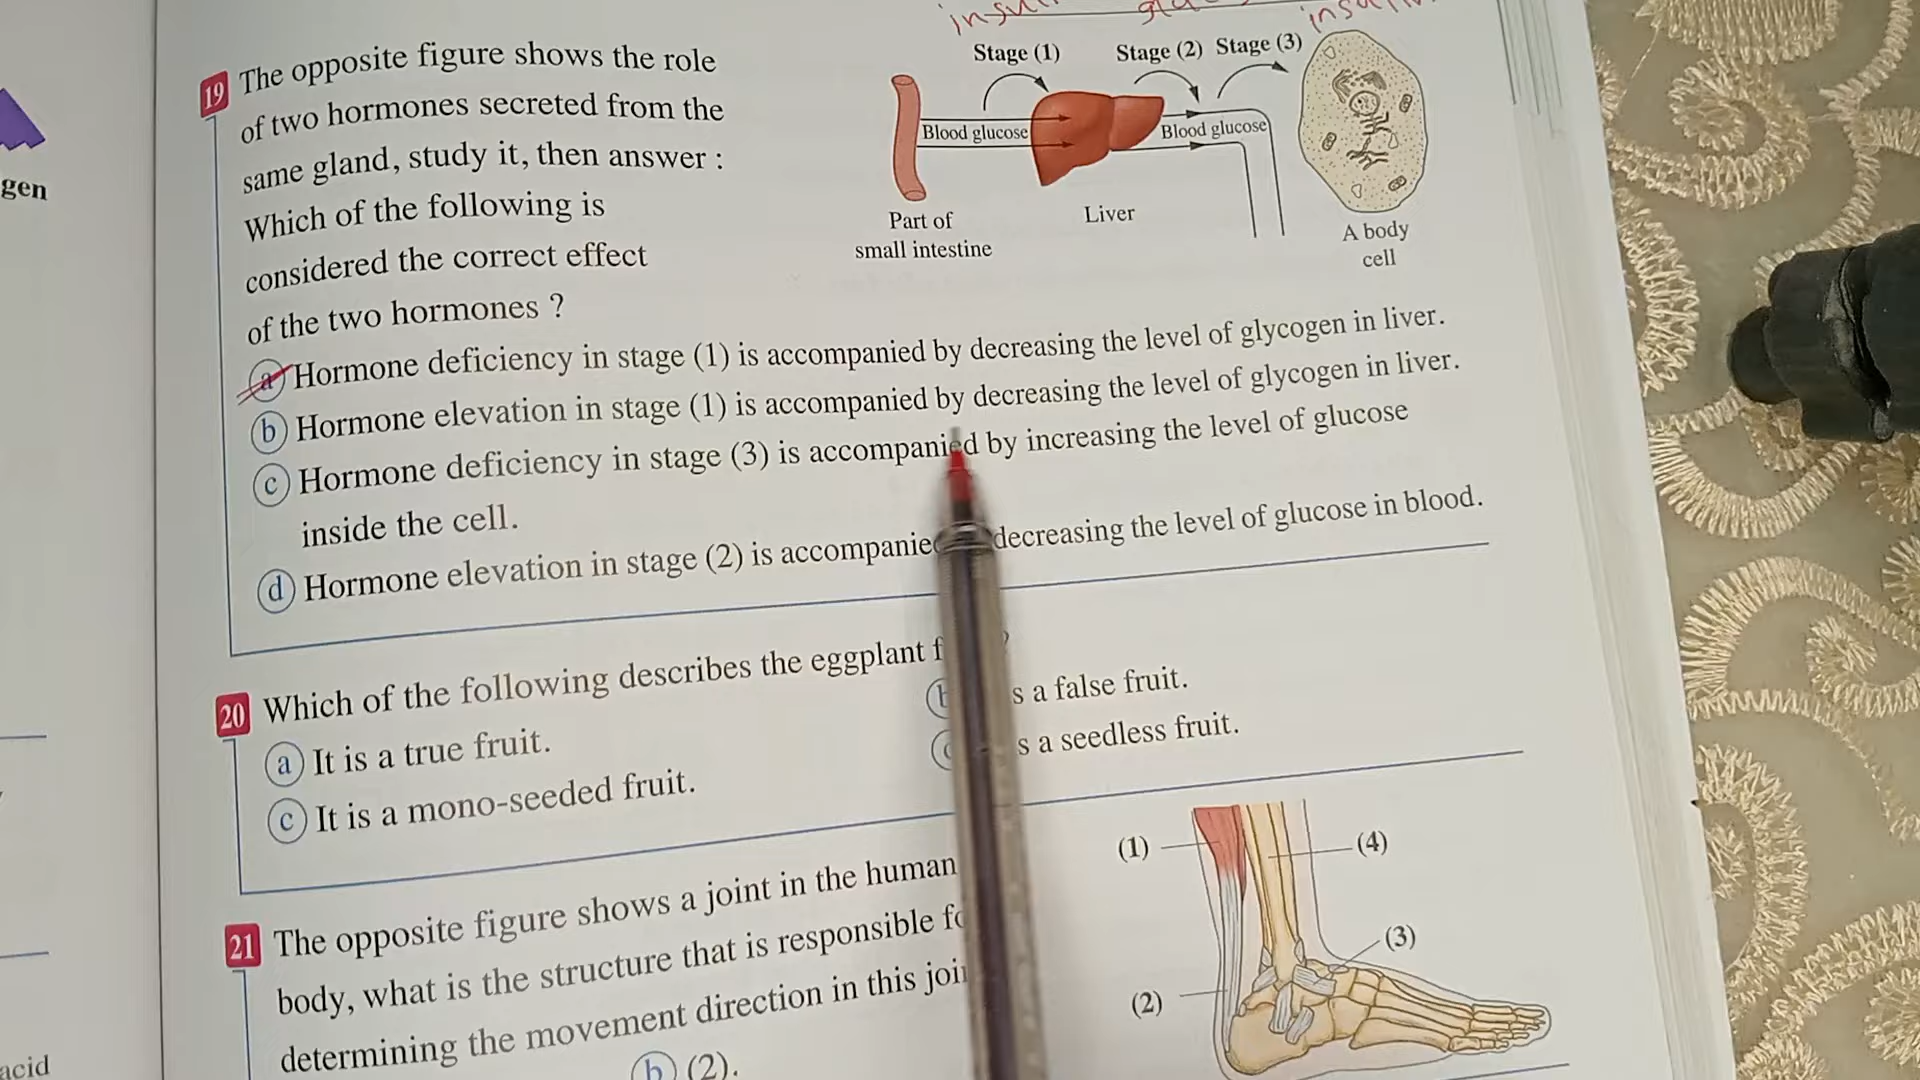 insu
Stage (1)
Stage (2)
Stage (3)
19 The opposite figure shows the role
of two hormones secreted from the
same gland, study it, then answer :
Which of the following is
considered the correct effect
of the two hormones ?
Blood glucose
Blood glucose
Part of
small intestine
Liver
A body
cell
a Hormone deficiency in stage (1) is accompanied by decreasing the level of glycogen in liver.
b Hormone elevation in stage (1) is accompanied by decreasing the level of glycogen in liver.
c Hormone deficiency in stage (3) is accompanied by increasing the level of glucose
inside the cell.
d Hormone elevation in stage (2) is accompanied decreasing the level of glucose in blood.
20 Which of the following describes the eggplant
a It is a true fruit.
s a false fruit.
c It is a mono-seeded fruit.
s a seedless fruit.
21 The opposite figure shows a joint in the human
body, what is the structure that is responsible
determining the movement direction in this
b (2).
(1)
(4)
(3)
(2)
gen
acid